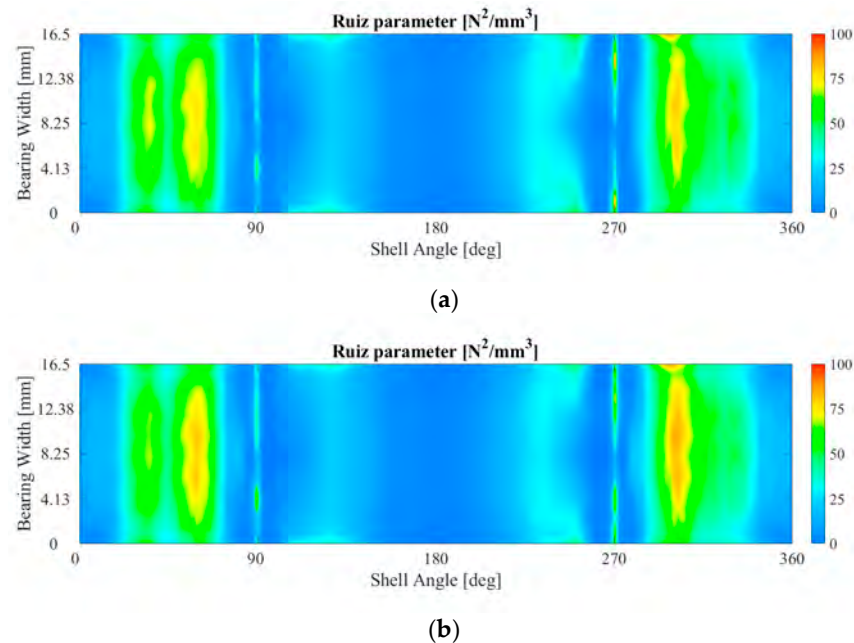 Ruiz parameter [N²/mm³]
16.5
12.38
8.25
4.13
0
Bearing Width [mm]
0 90 180 270 360
Shell Angle [deg]
100
75
50
25
0
(a)
Ruiz parameter [N²/mm³]
16.5
12.38
8.25
4.13
0
Bearing Width [mm]
0 90 180 270 360
Shell Angle [deg]
100
75
50
25
0
(b)